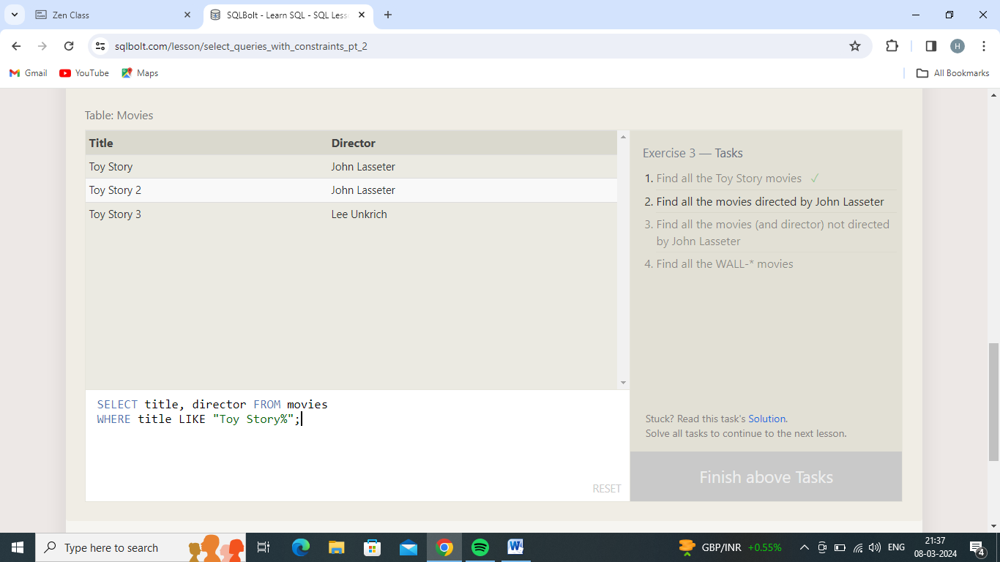 Zen Class
SQLBolt - Learn SQL - SQL Less
sqlbolt.com/lesson/select_queries_with_constraints_pt_2
H
Gmail YouTube Maps All Bookmarks
Table: Movies
Title Director
Toy Story John Lasseter
Toy Story 2 John Lasseter
Toy Story 3 Lee Unkrich
SELECT title, director FROM movies
WHERE title LIKE "Toy Story%";
RESET
Exercise 3 — Tasks
1. Find all the Toy Story movies ✓
2. Find all the movies directed by John Lasseter
3. Find all the movies (and director) not directed
by John Lasseter
4. Find all the WALL-* movies
Stuck? Read this task's Solution.
Solve all tasks to continue to the next lesson.
Finish above Tasks
Type here to search
GBP/INR +0.55%
ENG
21:37
08-03-2024
4